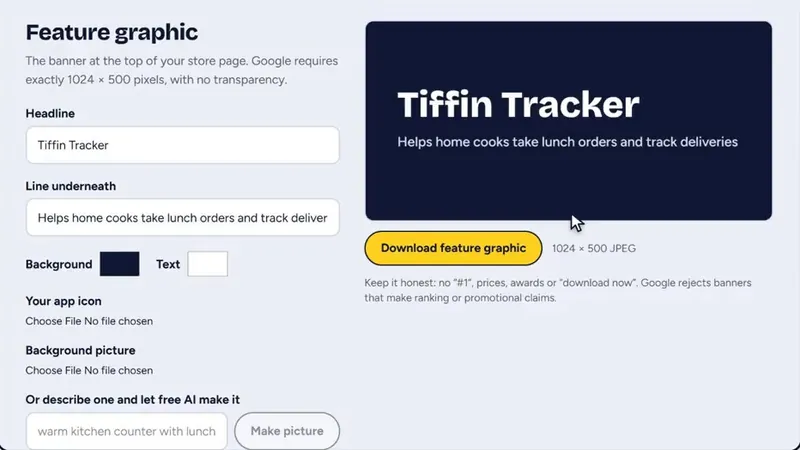 Feature graphic
The banner at the top of your store page. Google requires
exactly 1024 × 500 pixels, with no transparency.
Headline
Tiffin Tracker
Line underneath
Helps home cooks take lunch orders and track deliver
Background
Text
Your app icon
Choose File No file chosen
Background picture
Choose File No file chosen
Or describe one and let free AI make it
warm kitchen counter with lunch
Make picture
Tiffin Tracker
Helps home cooks take lunch orders and track deliveries
Download feature graphic
1024 × 500 JPEG
Keep it honest: no “#1”, prices, awards or “download now”. Google rejects banners
that make ranking or promotional claims.